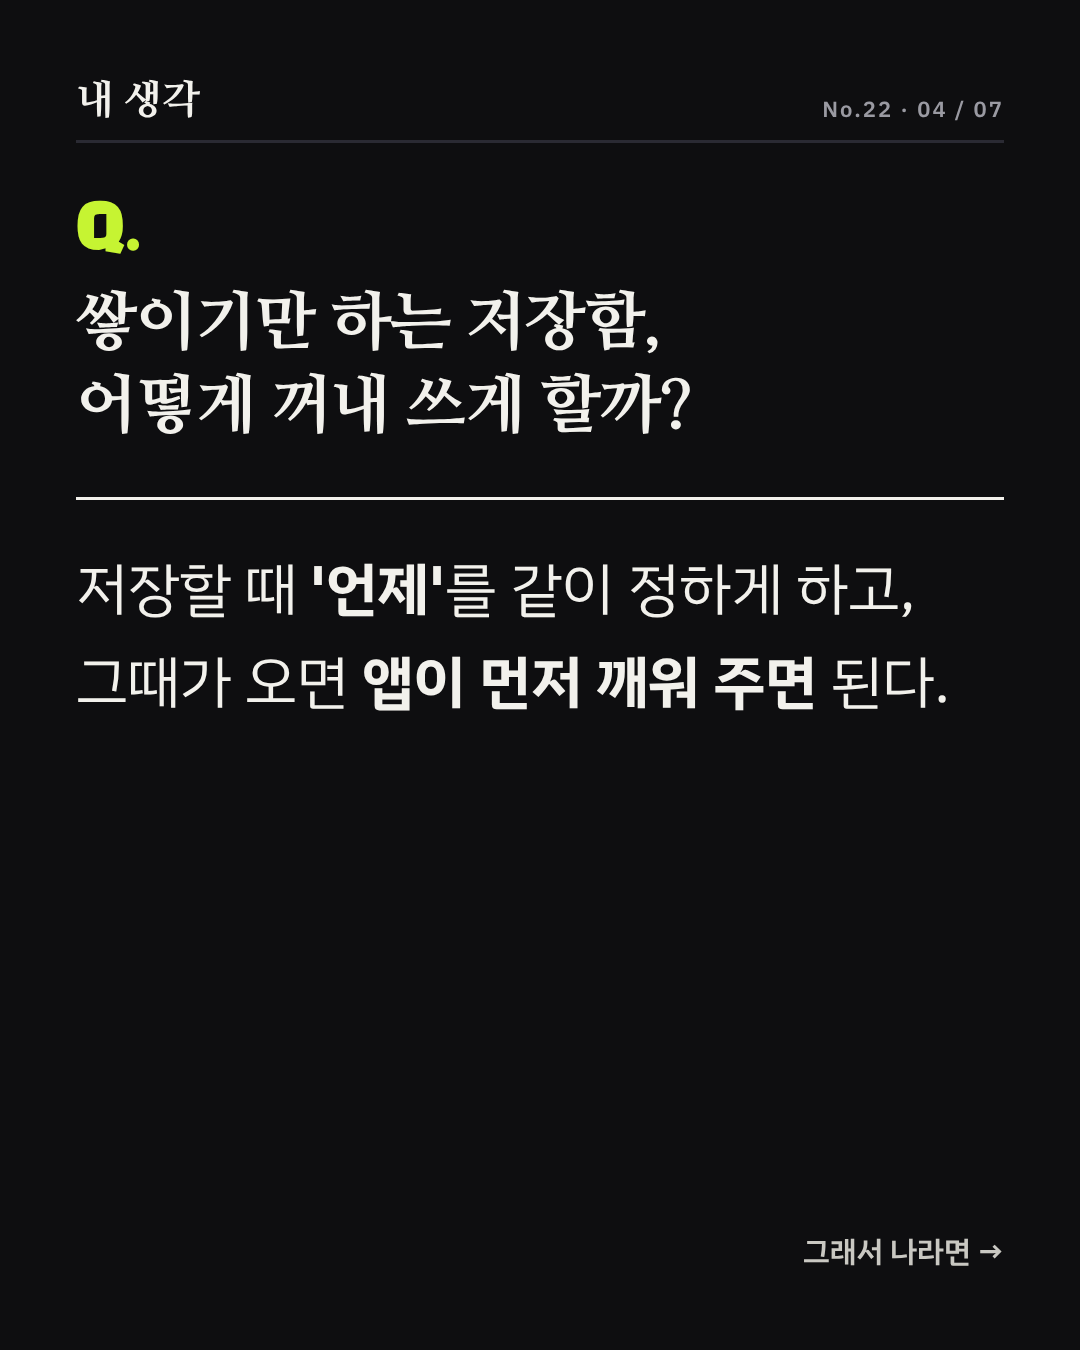 내 생각
No.22 · 04 / 07
Q.
쌓이기만 하는 저장함,
어떻게 꺼내 쓰게 할까?
저장할 때 '언제'를 같이 정하게 하고,
그때가 오면 앱이 먼저 깨워 주면 된다.
그래서 나라면 →